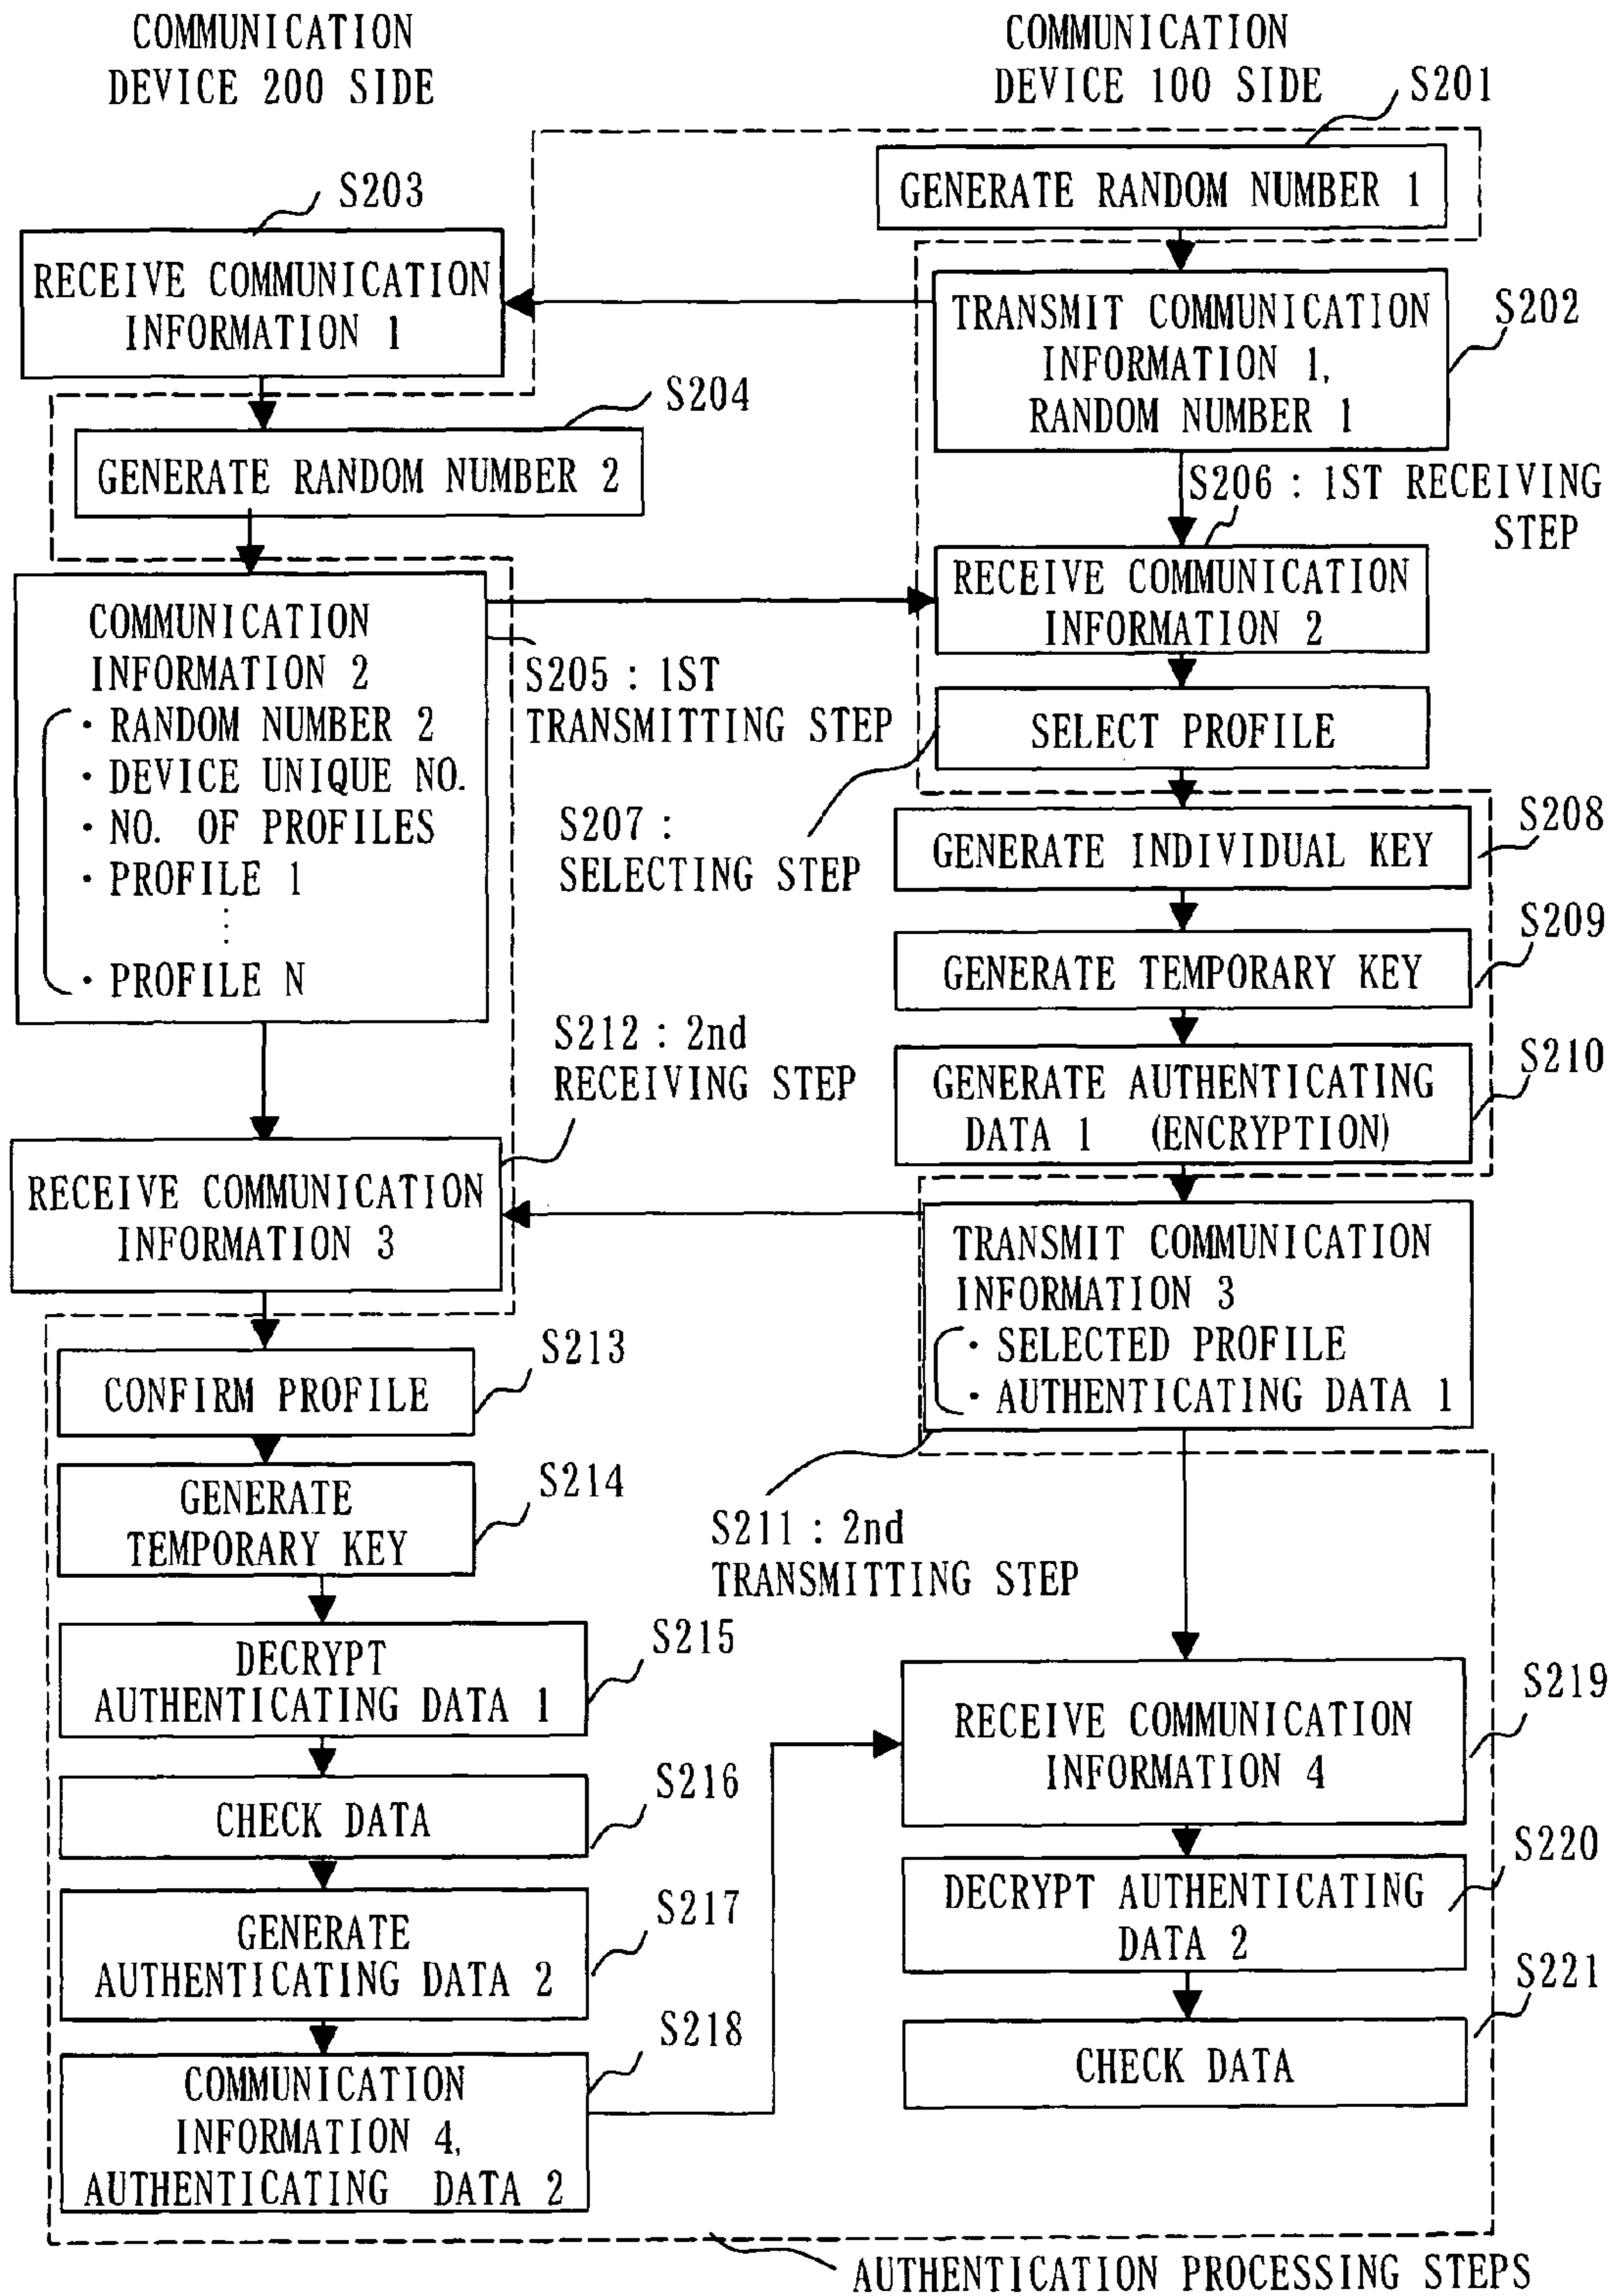 COMMUNICATION
DEVICE 200 SIDE
COMMUNICATION
DEVICE 100 SIDE
S201
GENERATE RANDOM NUMBER 1
S203
RECEIVE COMMUNICATION
INFORMATION 1
TRANSMIT COMMUNICATION
INFORMATION 1,
RANDOM NUMBER 1
S202
S204
GENERATE RANDOM NUMBER 2
S206 : 1ST RECEIVING
STEP
RECEIVE COMMUNICATION
INFORMATION 2
COMMUNICATION
INFORMATION 2
· RANDOM NUMBER 2
· DEVICE UNIQUE NO.
· NO. OF PROFILES
· PROFILE 1
⋮
· PROFILE N
S205 : 1ST
TRANSMITTING STEP
SELECT PROFILE
S207 :
SELECTING STEP
GENERATE INDIVIDUAL KEY
S208
GENERATE TEMPORARY KEY
S209
GENERATE AUTHENTICATING
DATA 1 (ENCRYPTION)
S210
S212 : 2nd
RECEIVING STEP
RECEIVE COMMUNICATION
INFORMATION 3
TRANSMIT COMMUNICATION
INFORMATION 3
· SELECTED PROFILE
· AUTHENTICATING DATA 1
S211 : 2nd
TRANSMITTING STEP
CONFIRM PROFILE
S213
GENERATE
TEMPORARY KEY
S214
DECRYPT
AUTHENTICATING DATA 1
S215
CHECK DATA
S216
GENERATE
AUTHENTICATING DATA 2
S217
COMMUNICATION
INFORMATION 4,
AUTHENTICATING DATA 2
S218
RECEIVE COMMUNICATION
INFORMATION 4
S219
DECRYPT AUTHENTICATING
DATA 2
S220
CHECK DATA
S221
AUTHENTICATION PROCESSING STEPS